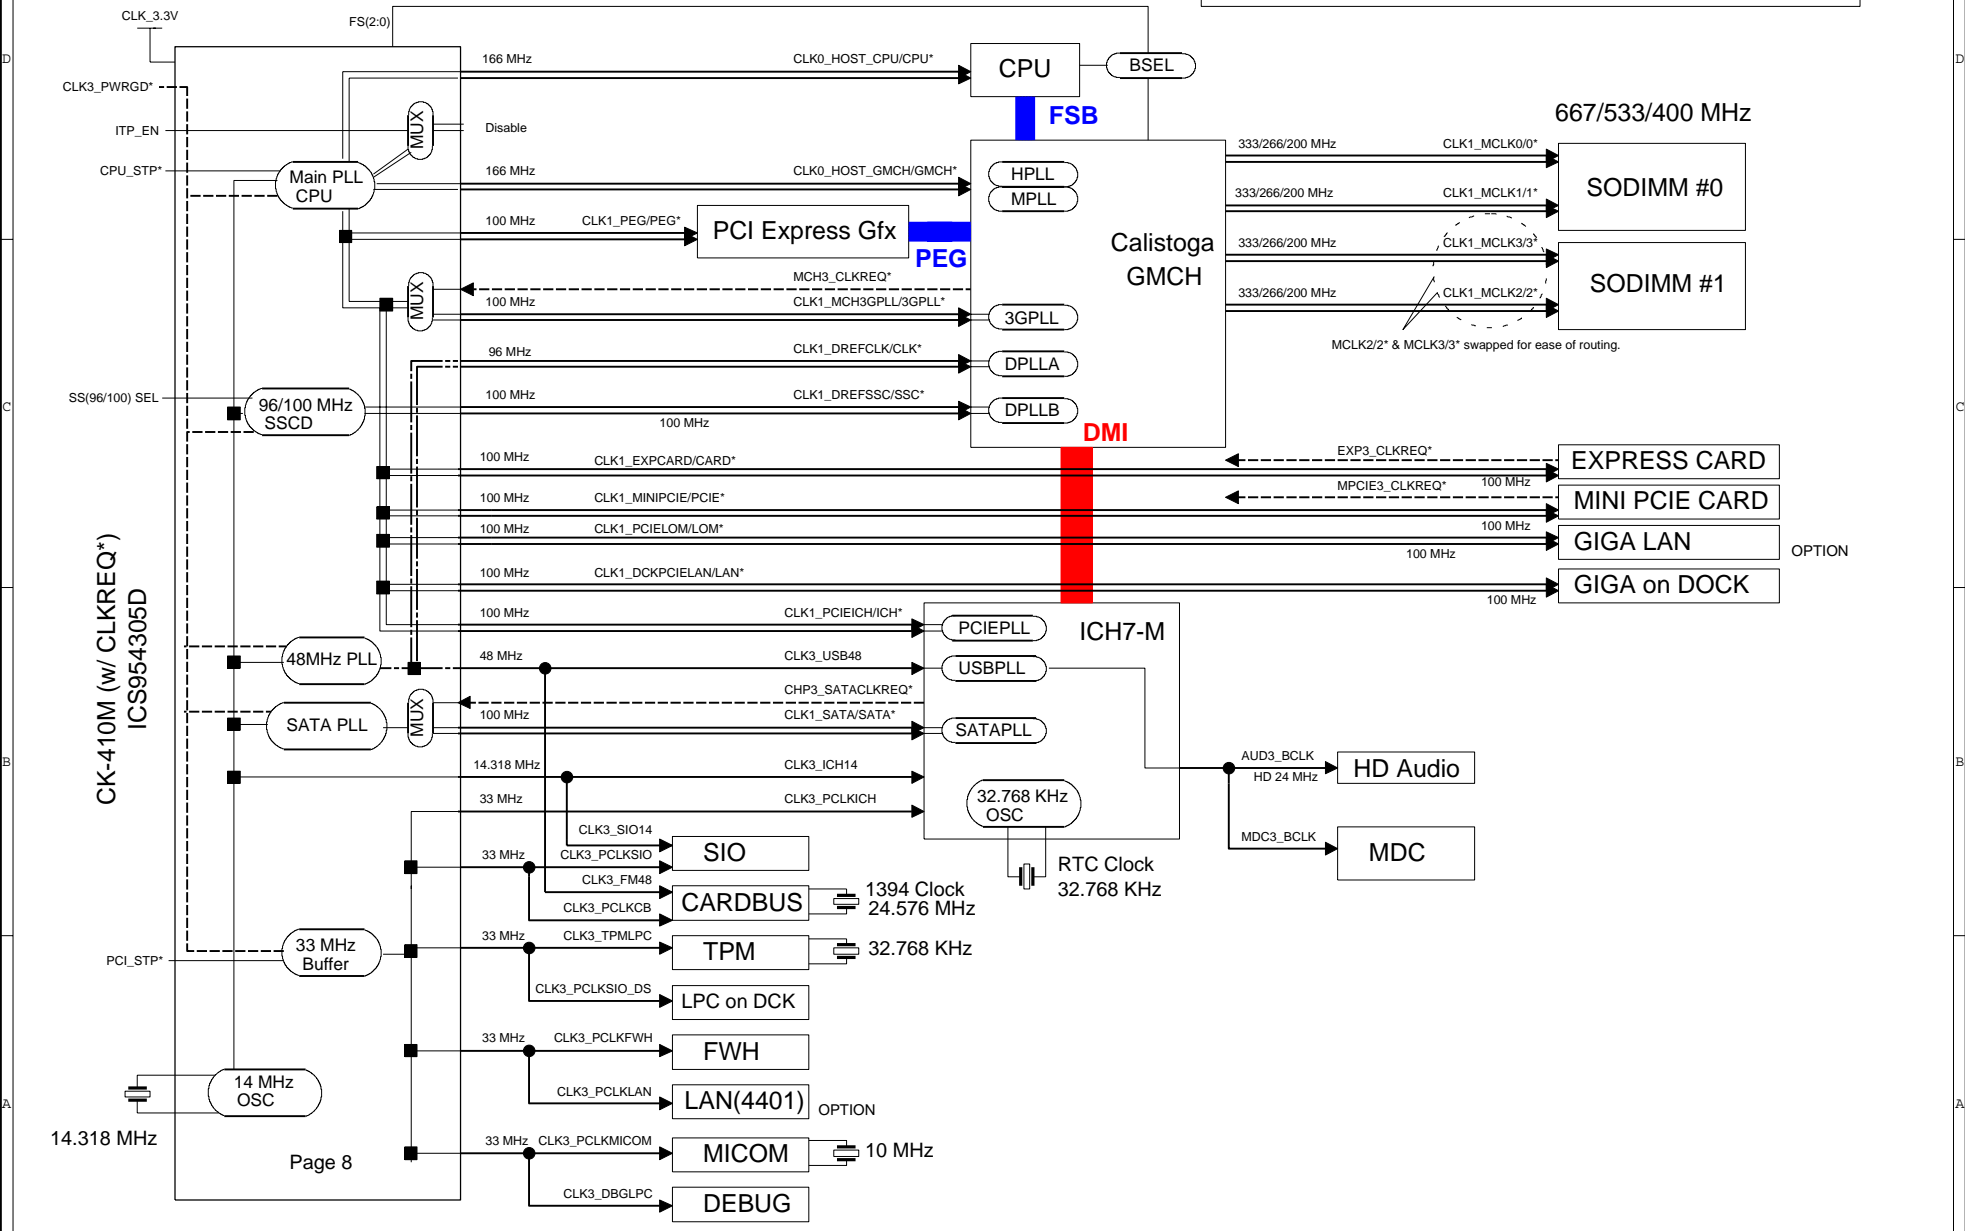 CLK_3.3V
FS(2:0)
D
D
CLK3_PWRGD*
ITP_EN
CPU_STP*
166 MHz
CLK0_HOST_CPU/CPU*
CPU
BSEL
MUX
Disable
FSB
667/533/400 MHz
Main PLL
CPU
166 MHz
CLK0_HOST_GMCH/GMCH*
HPLL
MPLL
333/266/200 MHz
CLK1_MCLK0/0*
SODIMM #0
333/266/200 MHz
CLK1_MCLK1/1*
100 MHz
CLK1_PEG/PEG*
PCI Express Gfx
PEG
Calistoga
GMCH
333/266/200 MHz
CLK1_MCLK3/3*
SODIMM #1
333/266/200 MHz
CLK1_MCLK2/2*
MCLK2/2* & MCLK3/3* swapped for ease of routing.
MUX
MCH3_CLKREQ*
100 MHz
CLK1_MCH3GPLL/3GPLL*
3GPLL
96 MHz
CLK1_DREFCLK/CLK*
DPLLA
SS(96/100) SEL
C
C
96/100 MHz
SSCD
100 MHz
CLK1_DREFSSC/SSC*
100 MHz
DPLLB
DMI
100 MHz
CLK1_EXPCARD/CARD*
EXP3_CLKREQ*
100 MHz
EXPRESS CARD
100 MHz
CLK1_MINIPCIE/PCIE*
MPCIE3_CLKREQ*
100 MHz
MINI PCIE CARD
100 MHz
CLK1_PCIELOM/LOM*
100 MHz
GIGA LAN
OPTION
100 MHz
CLK1_DCKPCIELAN/LAN*
100 MHz
GIGA on DOCK
CK-410M (w/ CLKREQ*)
ICS954305D
100 MHz
CLK1_PCIEICH/ICH*
PCIEPLL
ICH7-M
48MHz PLL
48 MHz
CLK3_USB48
USBPLL
SATA PLL
MUX
CHP3_SATACLKREQ*
100 MHz
CLK1_SATA/SATA*
SATAPLL
B
B
14.318 MHz
CLK3_ICH14
33 MHz
CLK3_PCLKICH
32.768 KHz
OSC
AUD3_BCLK
HD 24 MHz
HD Audio
MDC3_BCLK
MDC
RTC Clock
32.768 KHz
CLK3_SIO14
33 MHz
CLK3_PCLKSIO
SIO
CLK3_FM48
CLK3_PCLKCB
CARDBUS
1394 Clock
24.576 MHz
PCI_STP*
33 MHz
Buffer
33 MHz
CLK3_TPMLPC
TPM
32.768 KHz
CLK3_PCLKSIO_DS
LPC on DCK
33 MHz
CLK3_PCLKFWH
FWH
14 MHz
OSC
CLK3_PCLKLAN
LAN(4401)
OPTION
A
A
14.318 MHz
Page 8
33 MHz
CLK3_PCLKMICOM
MICOM
10 MHz
CLK3_DBGLPC
DEBUG